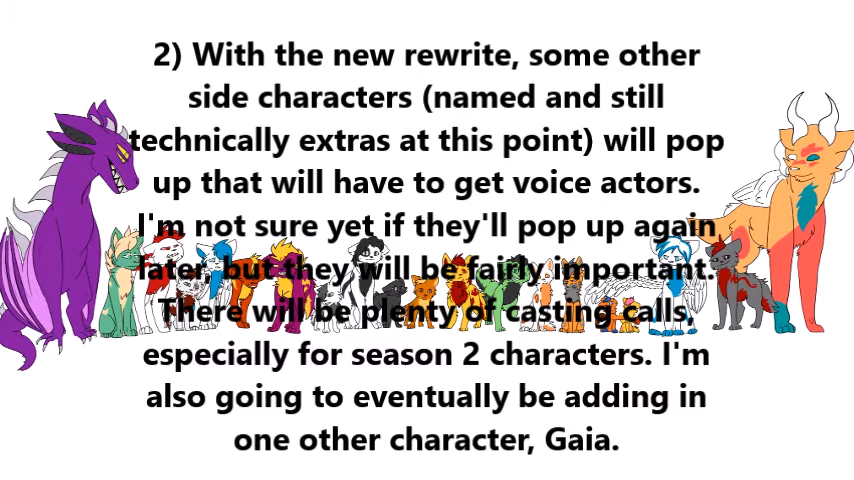 2) With the new rewrite, some other
side characters (named and still
technically extras at this point) will pop
up that will have to get voice actors.
I'm not sure yet if they'll pop up again
later, but they will be fairly important.
There will be plenty of casting calls,
especially for season 2 characters. I'm
also going to eventually be adding in
one other character, Gaia.